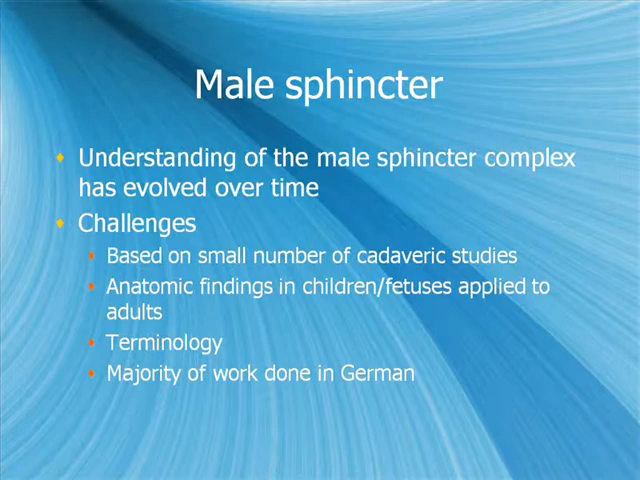 Male sphincter
Understanding of the male sphincter complex
has evolved over time
Challenges
Based on small number of cadaveric studies
Anatomic findings in children/fetuses applied to
adults
Terminology
Majority of work done in German